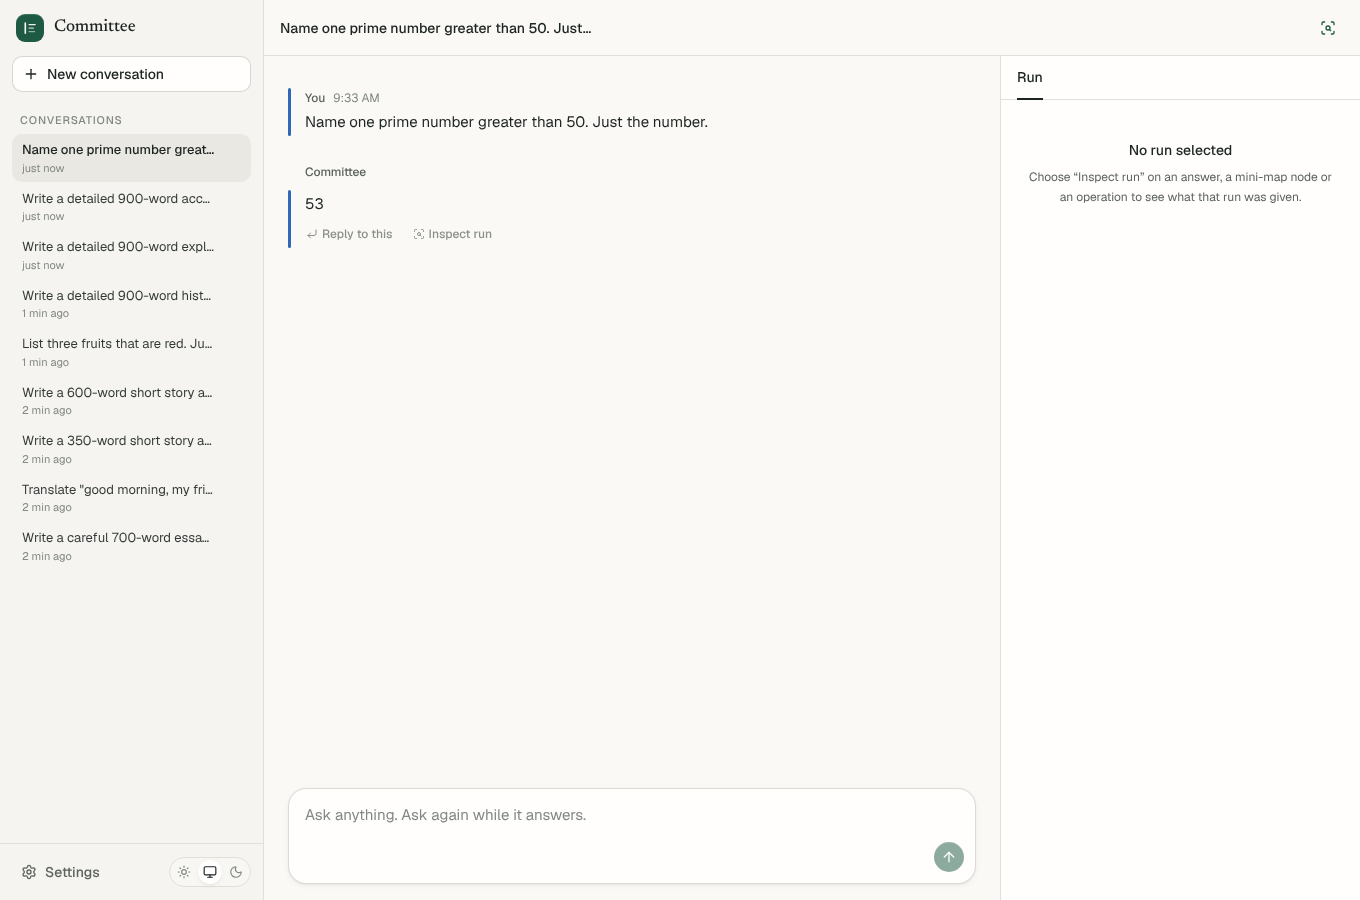 Committee
New conversation
CONVERSATIONS
Name one prime number great…
just now
Write a detailed 900-word acc…
just now
Write a detailed 900-word expl…
just now
Write a detailed 900-word hist…
1 min ago
List three fruits that are red. Ju…
1 min ago
Write a 600-word short story a…
2 min ago
Write a 350-word short story a…
2 min ago
Translate "good morning, my fri…
2 min ago
Write a careful 700-word essa…
2 min ago
Settings
Name one prime number greater than 50. Just…
You 9:33 AM
Name one prime number greater than 50. Just the number.
Committee
53
Reply to this Inspect run
Ask anything. Ask again while it answers.
Run
No run selected
Choose “Inspect run” on an answer, a mini-map node or
an operation to see what that run was given.